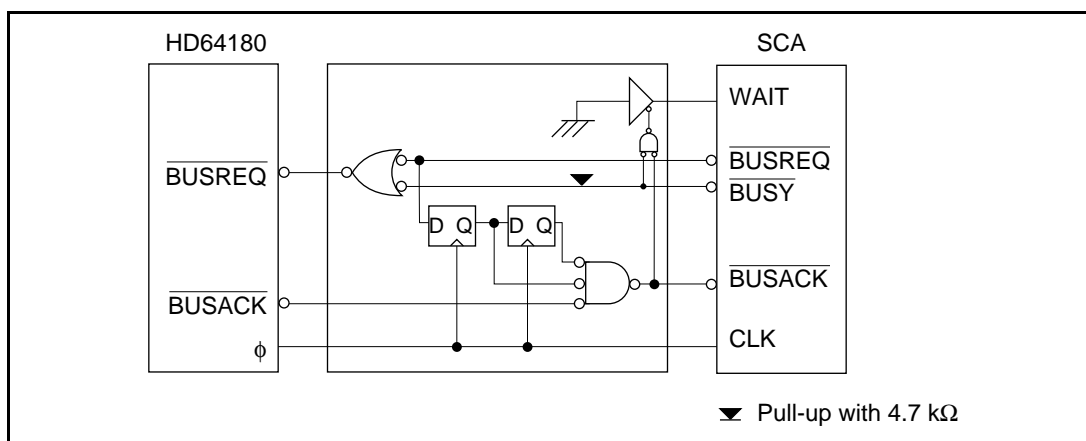 HD64180
SCA
WAIT
BUSREQ
BUSREQ
BUSY
D Q
D Q
BUSACK
BUSACK
ϕ
CLK
Pull-up with 4.7 kΩ